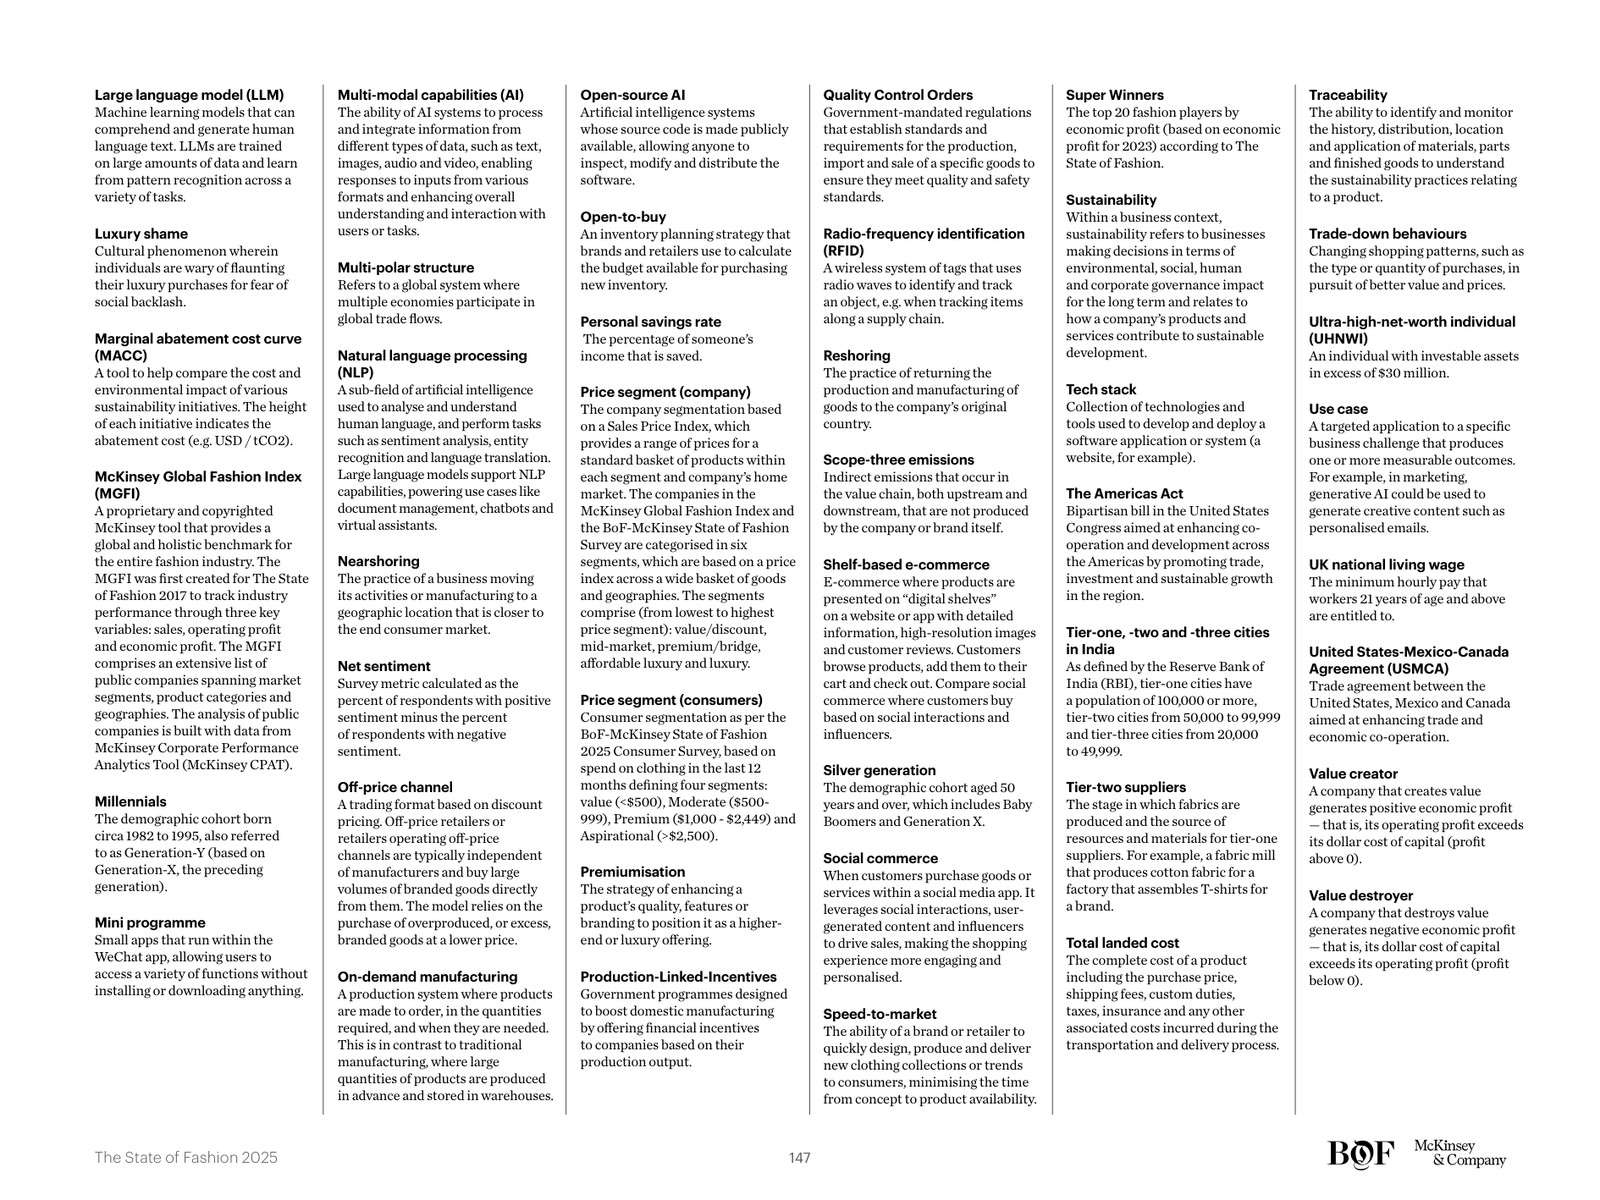 Large language model (LLM)
Machine learning models that can
comprehend and generate human
language text. LLMs are trained
on large amounts of data and learn
from pattern recognition across a
variety of tasks.
Luxury shame
Cultural phenomenon wherein
individuals are wary of flaunting
their luxury purchases for fear of
social backlash.
Marginal abatement cost curve
(MACC)
A tool to help compare the cost and
environmental impact of various
sustainability initiatives. The height
of each initiative indicates the
abatement cost (e.g. USD / tCO2).
McKinsey Global Fashion Index
(MGFI)
A proprietary and copyrighted
McKinsey tool that provides a
global and holistic benchmark for
the entire fashion industry. The
MGFI was first created for The State
of Fashion 2017 to track industry
performance through three key
variables: sales, operating profit
and economic profit. The MGFI
comprises an extensive list of
public companies spanning market
segments, product categories and
geographies. The analysis of public
companies is built with data from
McKinsey Corporate Performance
Analytics Tool (McKinsey CPAT).
Millennials
The demographic cohort born
circa 1982 to 1995, also referred
to as Generation-Y (based on
Generation-X, the preceding
generation).
Mini programme
Small apps that run within the
WeChat app, allowing users to
access a variety of functions without
installing or downloading anything.
Multi-modal capabilities (AI)
The ability of AI systems to process
and integrate information from
different types of data, such as text,
images, audio and video, enabling
responses to inputs from various
formats and enhancing overall
understanding and interaction with
users or tasks.
Multi-polar structure
Refers to a global system where
multiple economies participate in
global trade flows.
Natural language processing
(NLP)
A sub-field of artificial intelligence
used to analyse and understand
human language, and perform tasks
such as sentiment analysis, entity
recognition and language translation.
Large language models support NLP
capabilities, powering use cases like
document management, chatbots and
virtual assistants.
Nearshoring
The practice of a business moving
its activities or manufacturing to a
geographic location that is closer to
the end consumer market.
Net sentiment
Survey metric calculated as the
percent of respondents with positive
sentiment minus the percent
of respondents with negative
sentiment.
Off-price channel
A trading format based on discount
pricing. Off-price retailers or
retailers operating off-price
channels are typically independent
of manufacturers and buy large
volumes of branded goods directly
from them. The model relies on the
purchase of overproduced, or excess,
branded goods at a lower price.
On-demand manufacturing
A production system where products
are made to order, in the quantities
required, and when they are needed.
This is in contrast to traditional
manufacturing, where large
quantities of products are produced
in advance and stored in warehouses.
Open-source AI
Artificial intelligence systems
whose source code is made publicly
available, allowing anyone to
inspect, modify and distribute the
software.
Open-to-buy
An inventory planning strategy that
brands and retailers use to calculate
the budget available for purchasing
new inventory.
Personal savings rate
The percentage of someone's
income that is saved.
Price segment (company)
The company segmentation based
on a Sales Price Index, which
provides a range of prices for a
standard basket of products within
each segment and company's home
market. The companies in the
McKinsey Global Fashion Index and
the BoF-McKinsey State of Fashion
Survey are categorised in six
segments, which are based on a price
index across a wide basket of goods
and geographies. The segments
comprise (from lowest to highest
price segment): value/discount,
mid-market, premium/bridge,
affordable luxury and luxury.
Price segment (consumers)
Consumer segmentation as per the
BoF-McKinsey State of Fashion
2025 Consumer Survey, based on
spend on clothing in the last 12
months defining four segments:
value (<$500), Moderate ($500-
999), Premium ($1,000 - $2,449) and
Aspirational (>$2,500).
Premiumisation
The strategy of enhancing a
product's quality, features or
branding to position it as a higher-
end or luxury offering.
Production-Linked-Incentives
Government programmes designed
to boost domestic manufacturing
by offering financial incentives
to companies based on their
production output.
Quality Control Orders
Government-mandated regulations
that establish standards and
requirements for the production,
import and sale of a specific goods to
ensure they meet quality and safety
standards.
Radio-frequency identification
(RFID)
A wireless system of tags that uses
radio waves to identify and track
an object, e.g. when tracking items
along a supply chain.
Reshoring
The practice of returning the
production and manufacturing of
goods to the company's original
country.
Scope-three emissions
Indirect emissions that occur in
the value chain, both upstream and
downstream, that are not produced
by the company or brand itself.
Shelf-based e-commerce
E-commerce where products are
presented on “digital shelves”
on a website or app with detailed
information, high-resolution images
and customer reviews. Customers
browse products, add them to their
cart and check out. Compare social
commerce where customers buy
based on social interactions and
influencers.
Silver generation
The demographic cohort aged 50
years and over, which includes Baby
Boomers and Generation X.
Social commerce
When customers purchase goods or
services within a social media app. It
leverages social interactions, user-
generated content and influencers
to drive sales, making the shopping
experience more engaging and
personalised.
Speed-to-market
The ability of a brand or retailer to
quickly design, produce and deliver
new clothing collections or trends
to consumers, minimising the time
from concept to product availability.
Super Winners
The top 20 fashion players by
economic profit (based on economic
profit for 2023) according to The
State of Fashion.
Sustainability
Within a business context,
sustainability refers to businesses
making decisions in terms of
environmental, social, human
and corporate governance impact
for the long term and relates to
how a company's products and
services contribute to sustainable
development.
Tech stack
Collection of technologies and
tools used to develop and deploy a
software application or system (a
website, for example).
The Americas Act
Bipartisan bill in the United States
Congress aimed at enhancing co-
operation and development across
the Americas by promoting trade,
investment and sustainable growth
in the region.
Tier-one, -two and -three cities
in India
As defined by the Reserve Bank of
India (RBI), tier-one cities have
a population of 100,000 or more,
tier-two cities from 50,000 to 99,999
and tier-three cities from 20,000
to 49,999.
Tier-two suppliers
The stage in which fabrics are
produced and the source of
resources and materials for tier-one
suppliers. For example, a fabric mill
that produces cotton fabric for a
factory that assembles T-shirts for
a brand.
Total landed cost
The complete cost of a product
including the purchase price,
shipping fees, custom duties,
taxes, insurance and any other
associated costs incurred during the
transportation and delivery process.
Traceability
The ability to identify and monitor
the history, distribution, location
and application of materials, parts
and finished goods to understand
the sustainability practices relating
to a product.
Trade-down behaviours
Changing shopping patterns, such as
the type or quantity of purchases, in
pursuit of better value and prices.
Ultra-high-net-worth individual
(UHNWI)
An individual with investable assets
in excess of $30 million.
Use case
A targeted application to a specific
business challenge that produces
one or more measurable outcomes.
For example, in marketing,
generative AI could be used to
generate creative content such as
personalised emails.
UK national living wage
The minimum hourly pay that
workers 21 years of age and above
are entitled to.
United States-Mexico-Canada
Agreement (USMCA)
Trade agreement between the
United States, Mexico and Canada
aimed at enhancing trade and
economic co-operation.
Value creator
A company that creates value
generates positive economic profit
— that is, its operating profit exceeds
its dollar cost of capital (profit
above 0).
Value destroyer
A company that destroys value
generates negative economic profit
— that is, its dollar cost of capital
exceeds its operating profit (profit
below 0).
The State of Fashion 2025
147
BOF
McKinsey
& Company